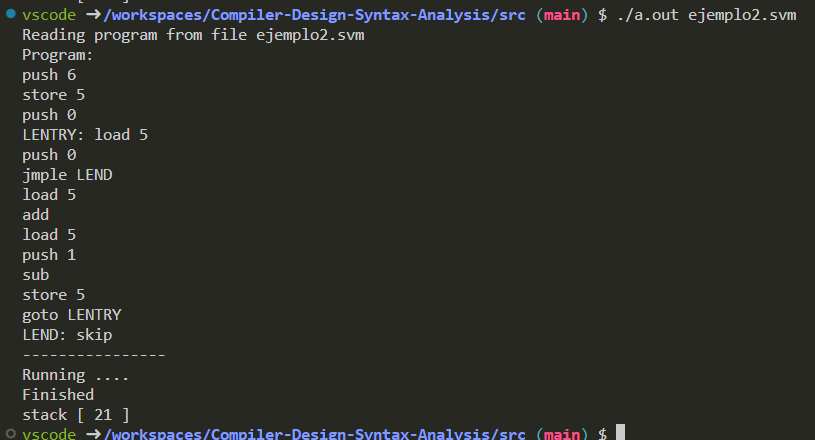 stack [ ]
vscode ➜ /workspaces/Compiler-Design-Syntax-Analysis/src (main) $ ./a.out ejemplo2.svm
Reading program from file ejemplo2.svm
Program:
push 6
store 5
push 0
LENTRY: load 5
push 0
jmple LEND
load 5
add
load 5
push 1
sub
store 5
goto LENTRY
LEND: skip
----------------
Running ....
Finished
stack [ 21 ]
vscode ➜ /workspaces/Compiler-Design-Syntax-Analysis/src (main) $